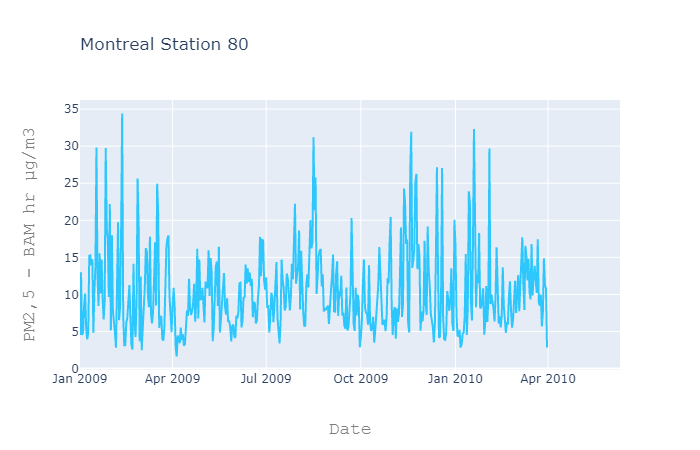 Montreal Station 80
PM2,5 - BAM hr µg/m3
35
30
25
20
15
10
5
0
Jan 2009
Apr 2009
Jul 2009
Oct 2009
Jan 2010
Apr 2010
Date